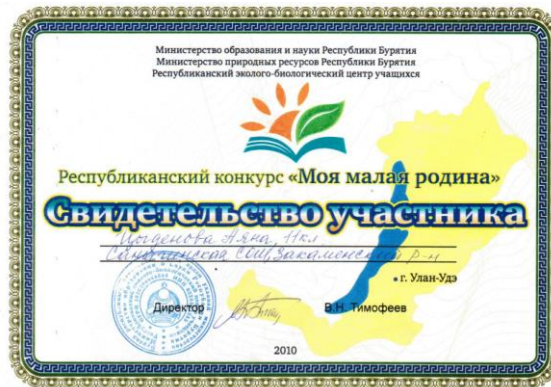 Министерство образования и науки Республики Бурятия
Министерство природных ресурсов Республики Бурятия
Республиканский эколого-биологический центр учащихся
Республиканский конкурс «Моя малая родина»
Свидетельство участника
Цыденова Аяна, 11кл.
СОШ, Закаменский р-н
г. Улан-Удэ
Директор
В.Н. Тимофеев
2010